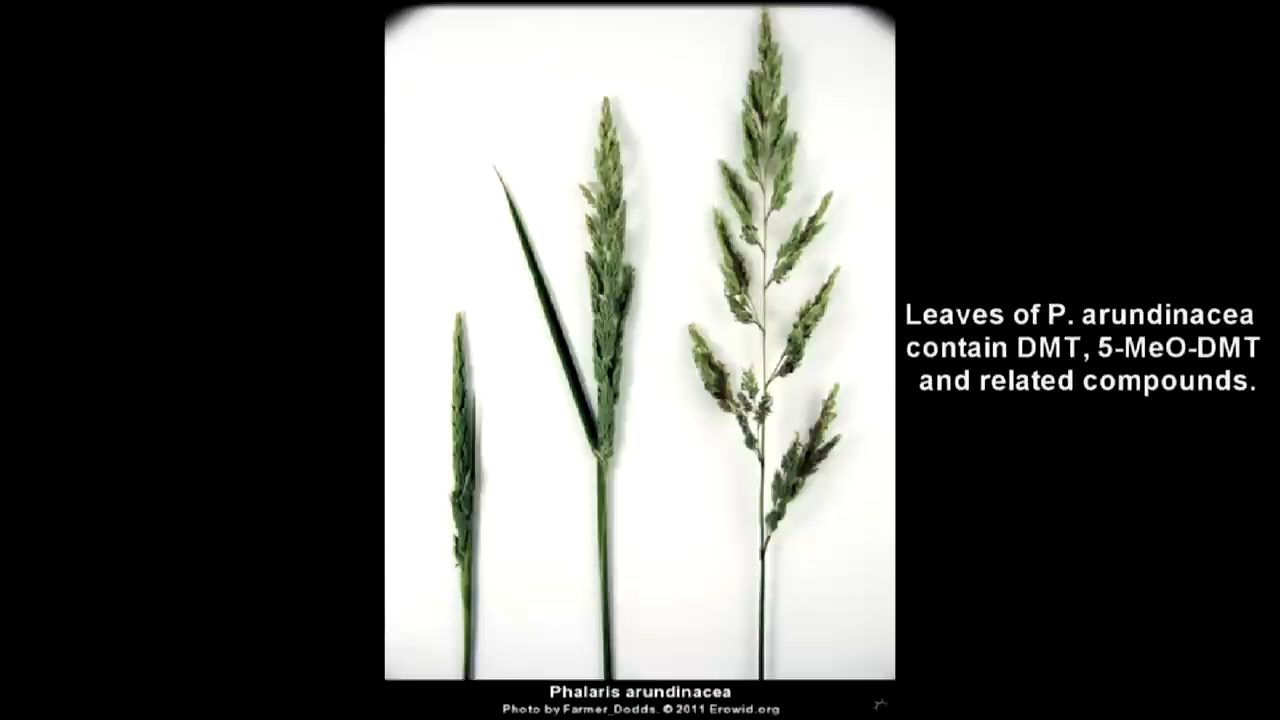 Leaves of P. arundinacea
contain DMT, 5-MeO-DMT
and related compounds.
Phalaris arundinacea
Photo by Farmer_Dodds. © 2011 Erowid.org